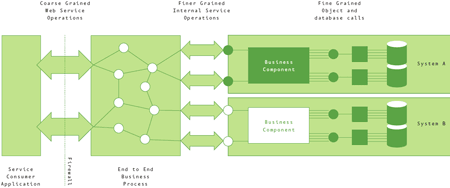 Coarse Grained
Web Service
Operations
Finer Grained
Internal Service
Operations
Fine Grained
Object and
database calls
Business
Component
System A
Business
Component
System B
Service
Consumer
Application
Firewall
End to End
Business
Process